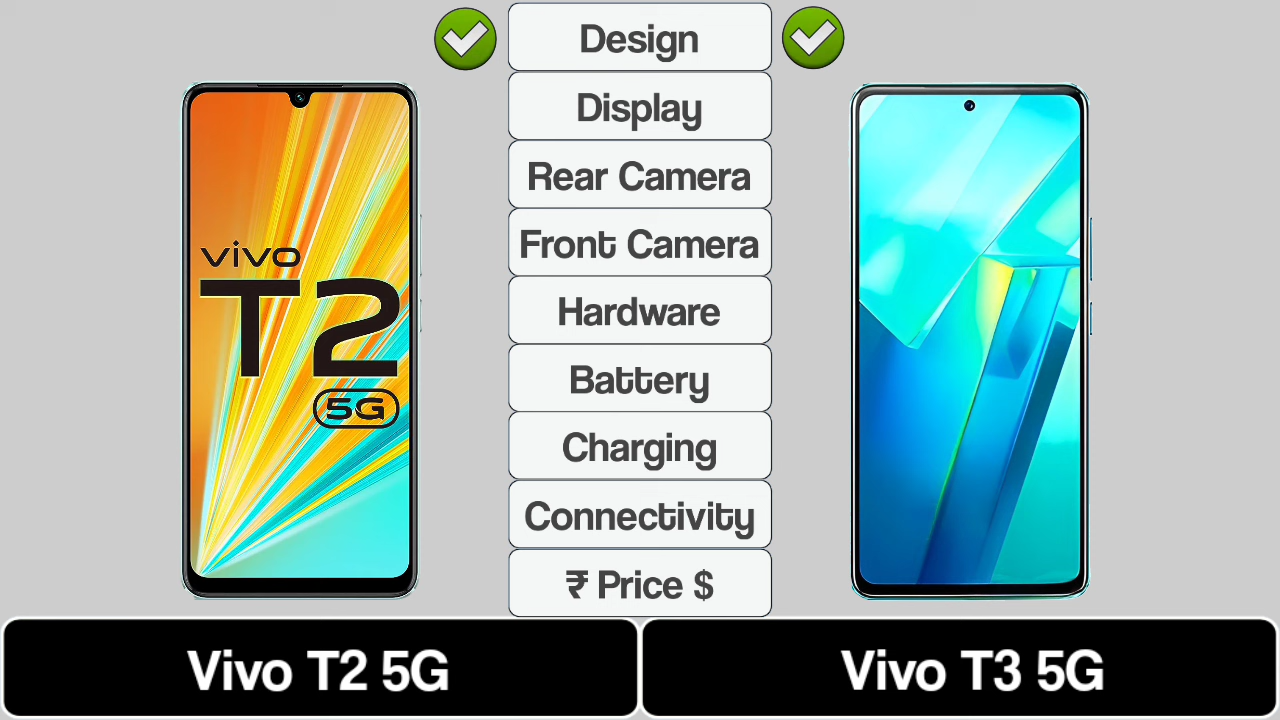 Design
Display
Rear Camera
Front Camera
Hardware
Battery
Charging
Connectivity
₹ Price $
vivo
T2
5G
Vivo T2 5G
Vivo T3 5G